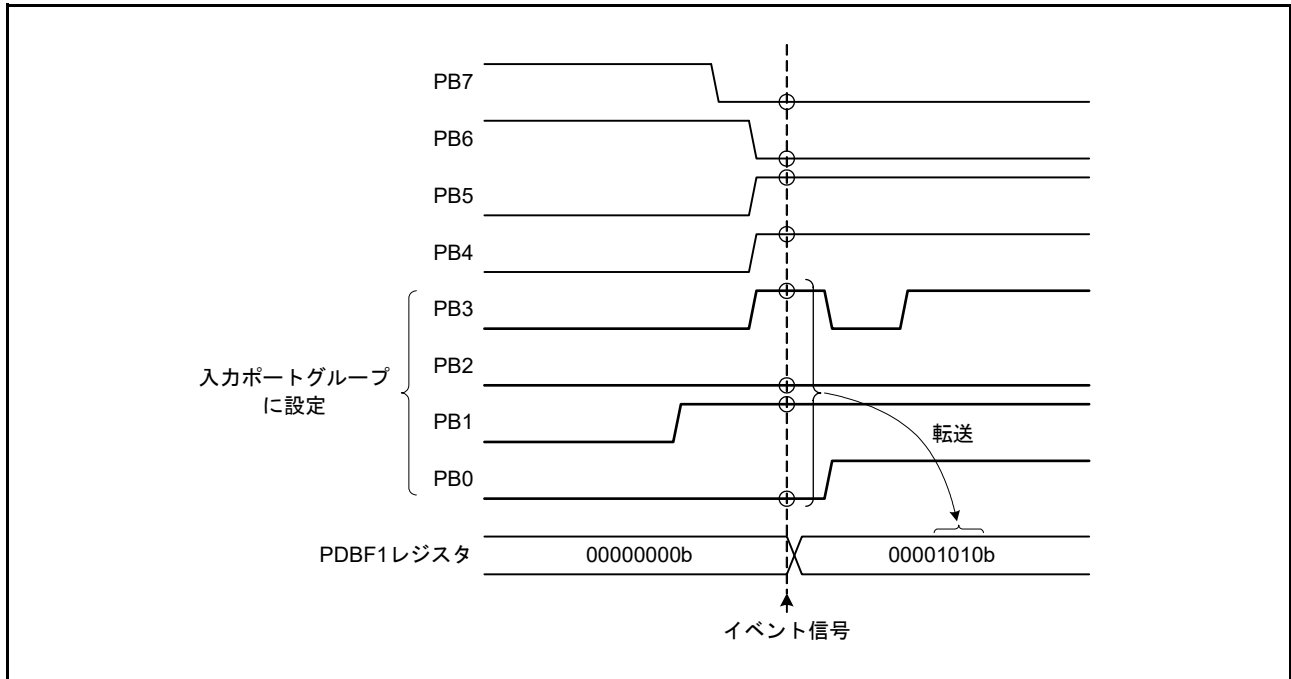 PB7
PB6
PB5
PB4
PB3
PB2
PB1
PB0
入力ポートグループ
に設定
転送
PDBF1レジスタ
00000000b
00001010b
イベント信号